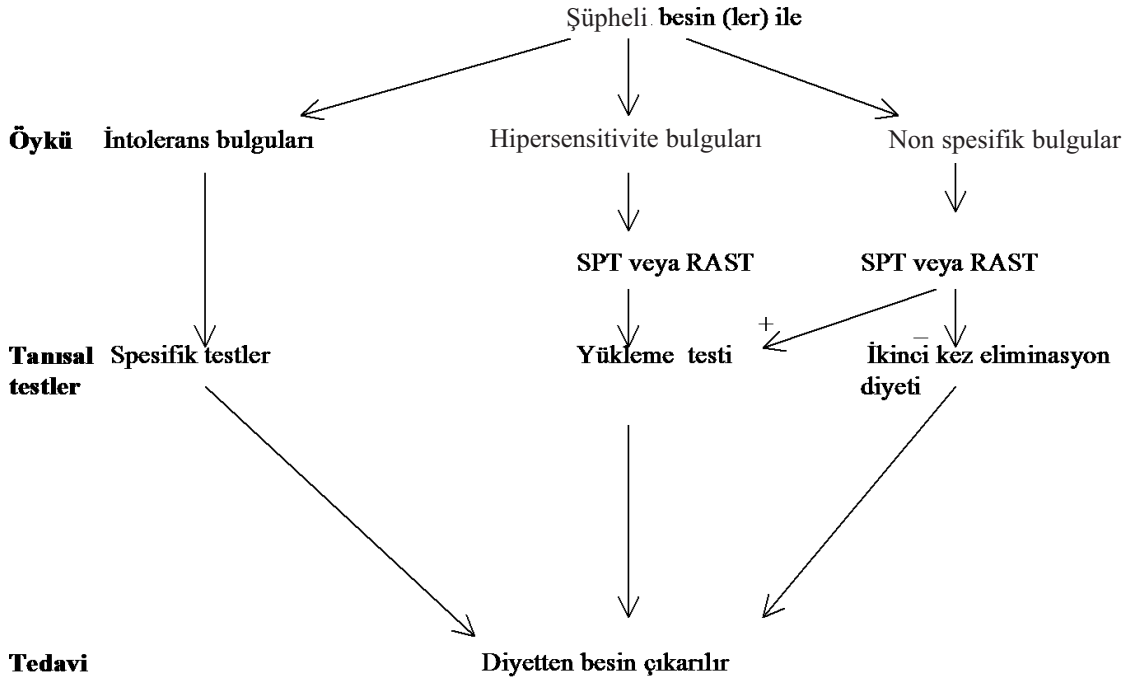 Şüpheli besin (ler) ile
Öykü İntolerans bulguları Hipersensitivite bulguları Non spesifik bulgular
SPT veya RAST SPT veya RAST
+
–
Tanısal testler Spesifik testler Yükleme testi İkinci kez eliminasyon diyeti
Tedavi Diyetten besin çıkarılır